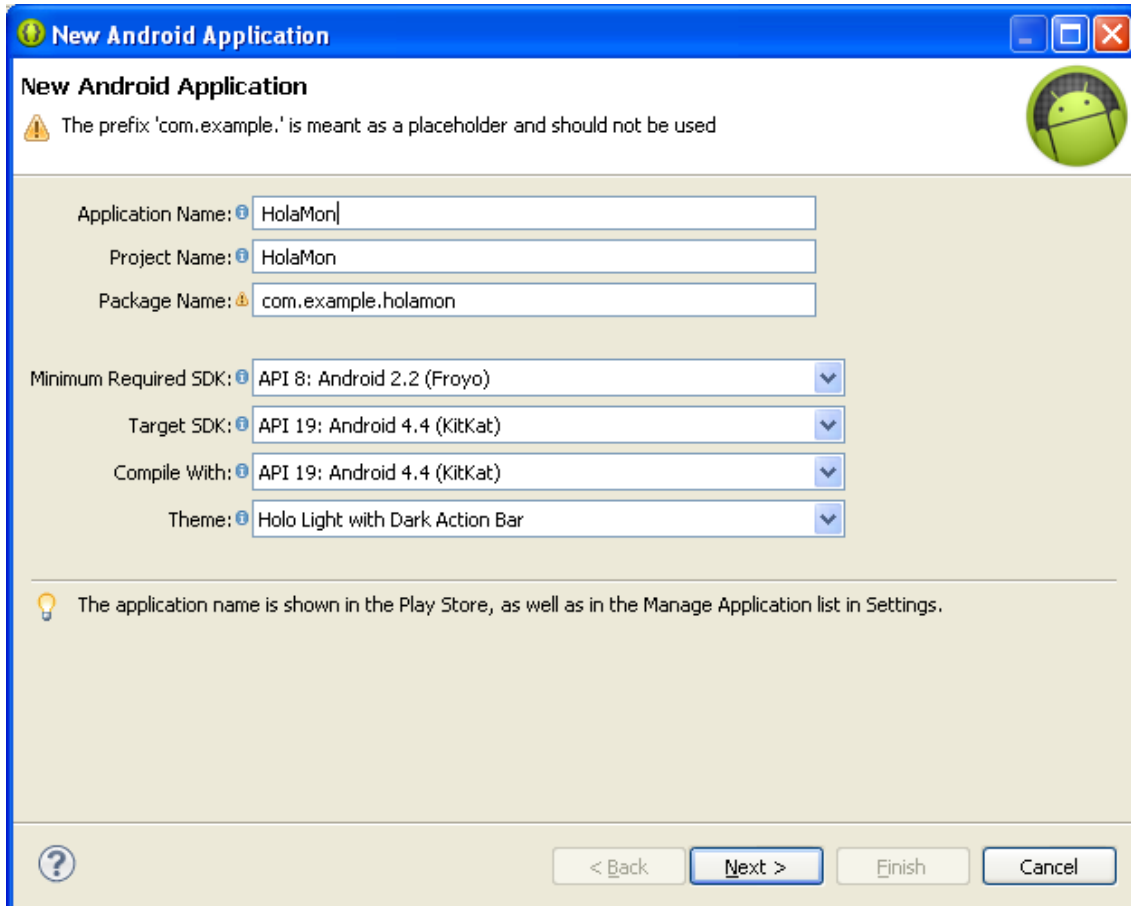 New Android Application
New Android Application
The prefix 'com.example.' is meant as a placeholder and should not be used
Application Name: HolaMon
Project Name: HolaMon
Package Name: com.example.holamon
Minimum Required SDK: API 8: Android 2.2 (Froyo)
Target SDK: API 19: Android 4.4 (KitKat)
Compile With: API 19: Android 4.4 (KitKat)
Theme: Holo Light with Dark Action Bar
The application name is shown in the Play Store, as well as in the Manage Application list in Settings.
? < Back Next > Finish Cancel